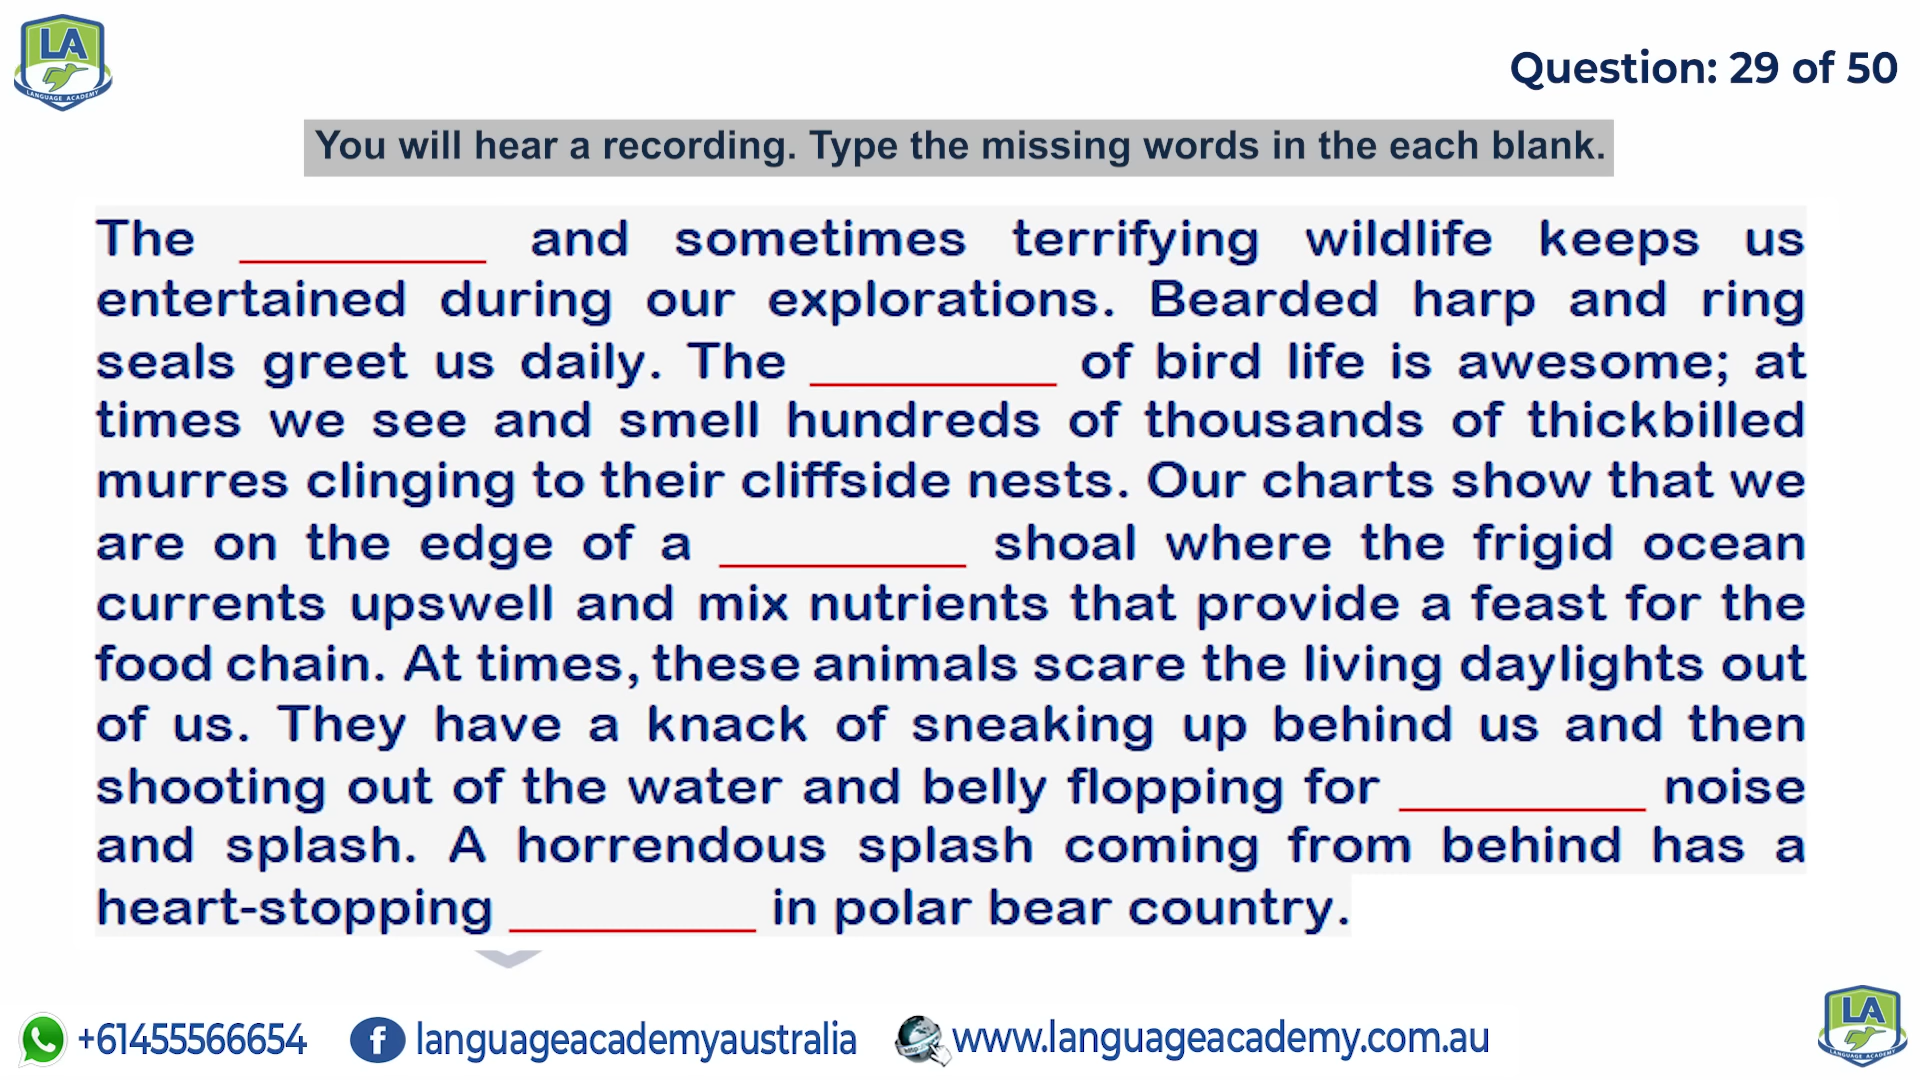 LA
LANGUAGE ACADEMY
Question: 29 of 50
You will hear a recording. Type the missing words in the each blank.
The __________ and sometimes terrifying wildlife keeps us
entertained during our explorations. Bearded harp and ring
seals greet us daily. The __________ of bird life is awesome; at
times we see and smell hundreds of thousands of thickbilled
murres clinging to their cliffside nests. Our charts show that we
are on the edge of a __________ shoal where the frigid ocean
currents upswell and mix nutrients that provide a feast for the
food chain. At times, these animals scare the living daylights out
of us. They have a knack of sneaking up behind us and then
shooting out of the water and belly flopping for __________ noise
and splash. A horrendous splash coming from behind has a
heart-stopping __________ in polar bear country.
+61455566654 languageacademyaustralia www.languageacademy.com.au
LA
LANGUAGE ACADEMY